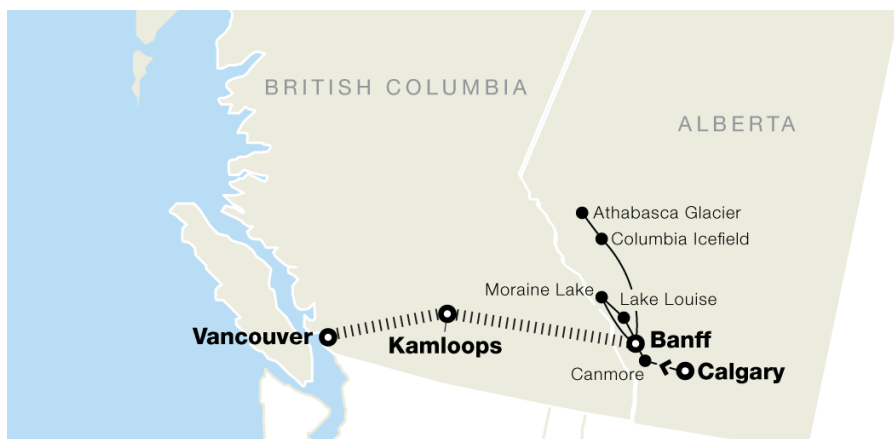 BRITISH COLUMBIA
ALBERTA
Athabasca Glacier
Columbia Icefield
Moraine Lake
Lake Louise
Vancouver
Kamloops
Banff
Canmore
Calgary